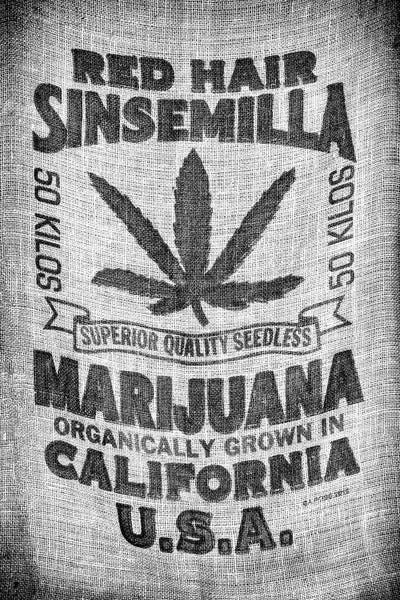 RED HAIR
SINSEMILLA
50 KILOS
50 KILOS
SUPERIOR QUALITY SEEDLESS
MARIJUANA
ORGANICALLY GROWN IN
CALIFORNIA
U.S.A.